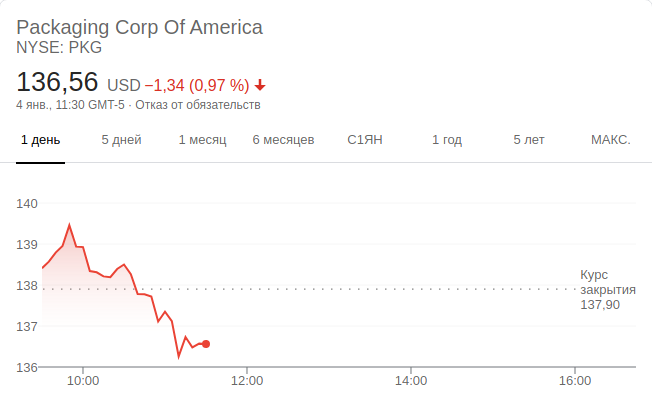 Packaging Corp Of America
NYSE: PKG
136,56 USD −1,34 (0,97 %)
4 янв., 11:30 GMT-5 · Отказ от обязательств
1 день 5 дней 1 месяц 6 месяцев С1ЯН 1 год 5 лет МАКС.
140
139
138
137
136
Курс
закрытия
137,90
10:00 12:00 14:00 16:00